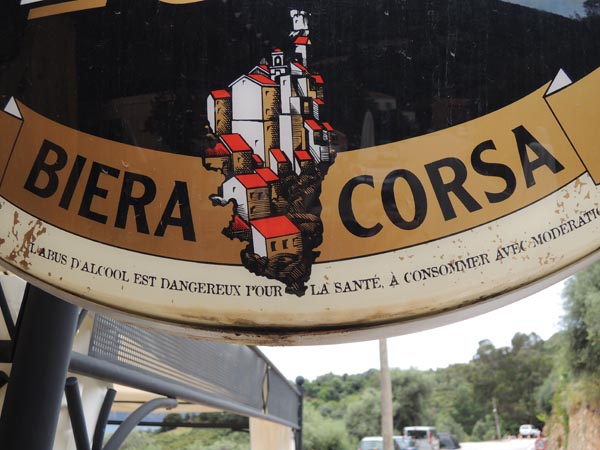 BIERA CORSA
L'ABUS D'ALCOOL EST DANGEREUX POUR LA SANTÉ, À CONSOMMER AVEC MODÉRATION